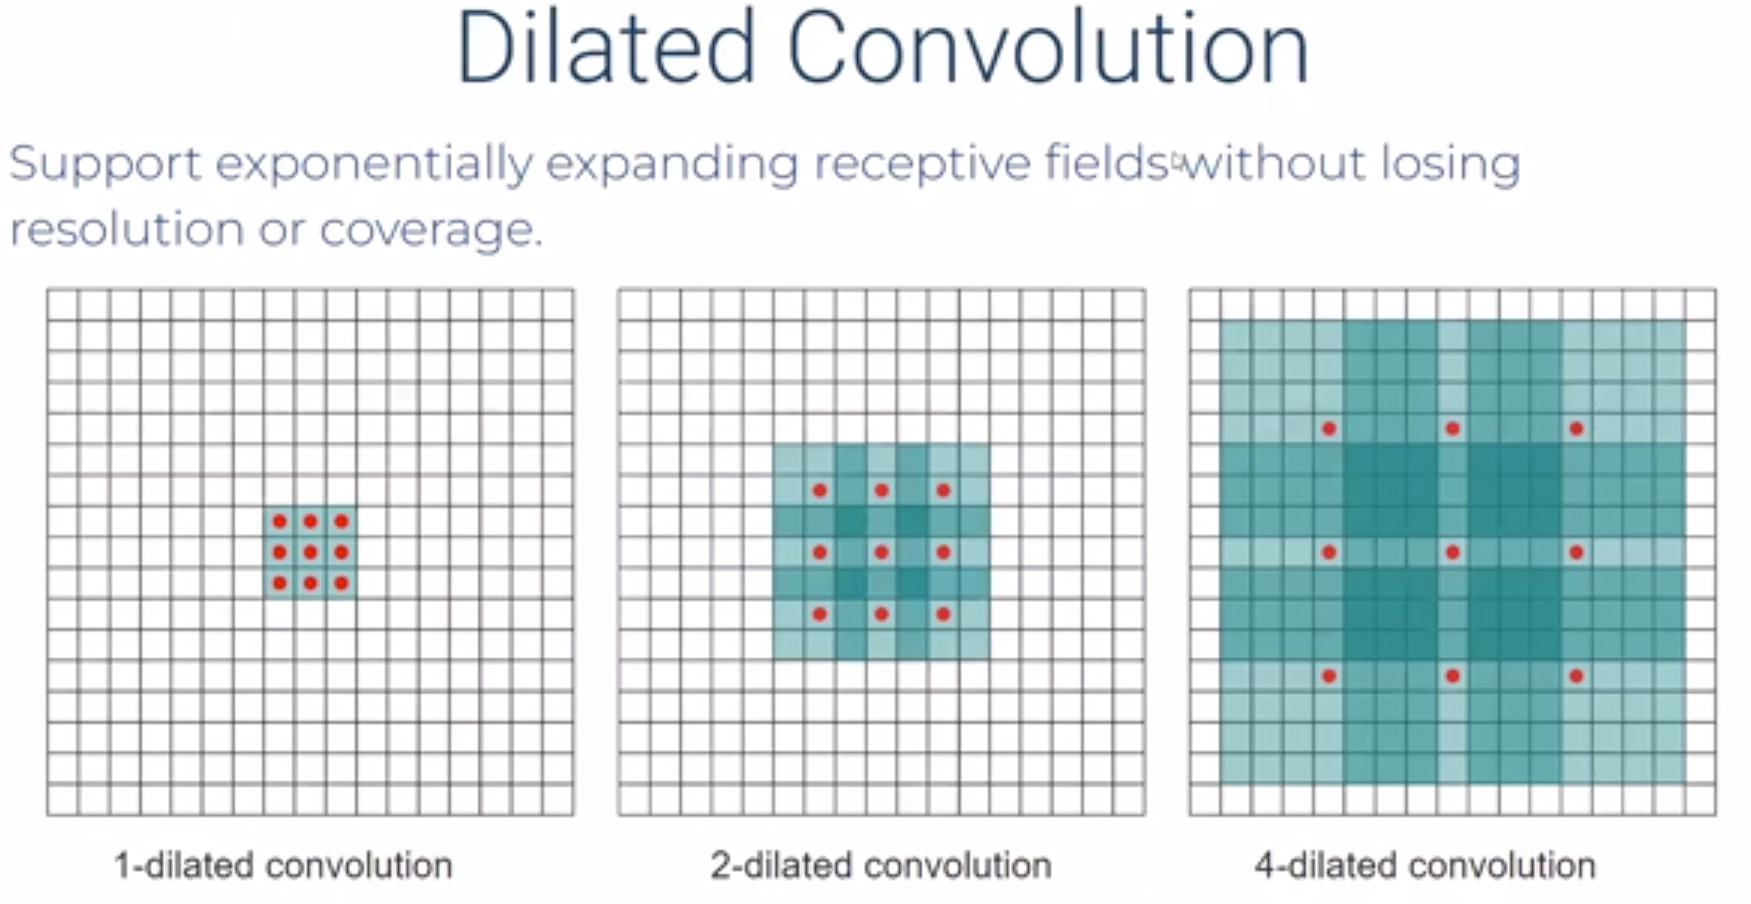 Dilated Convolution
Support exponentially expanding receptive fields without losing
resolution or coverage.
1-dilated convolution
2-dilated convolution
4-dilated convolution